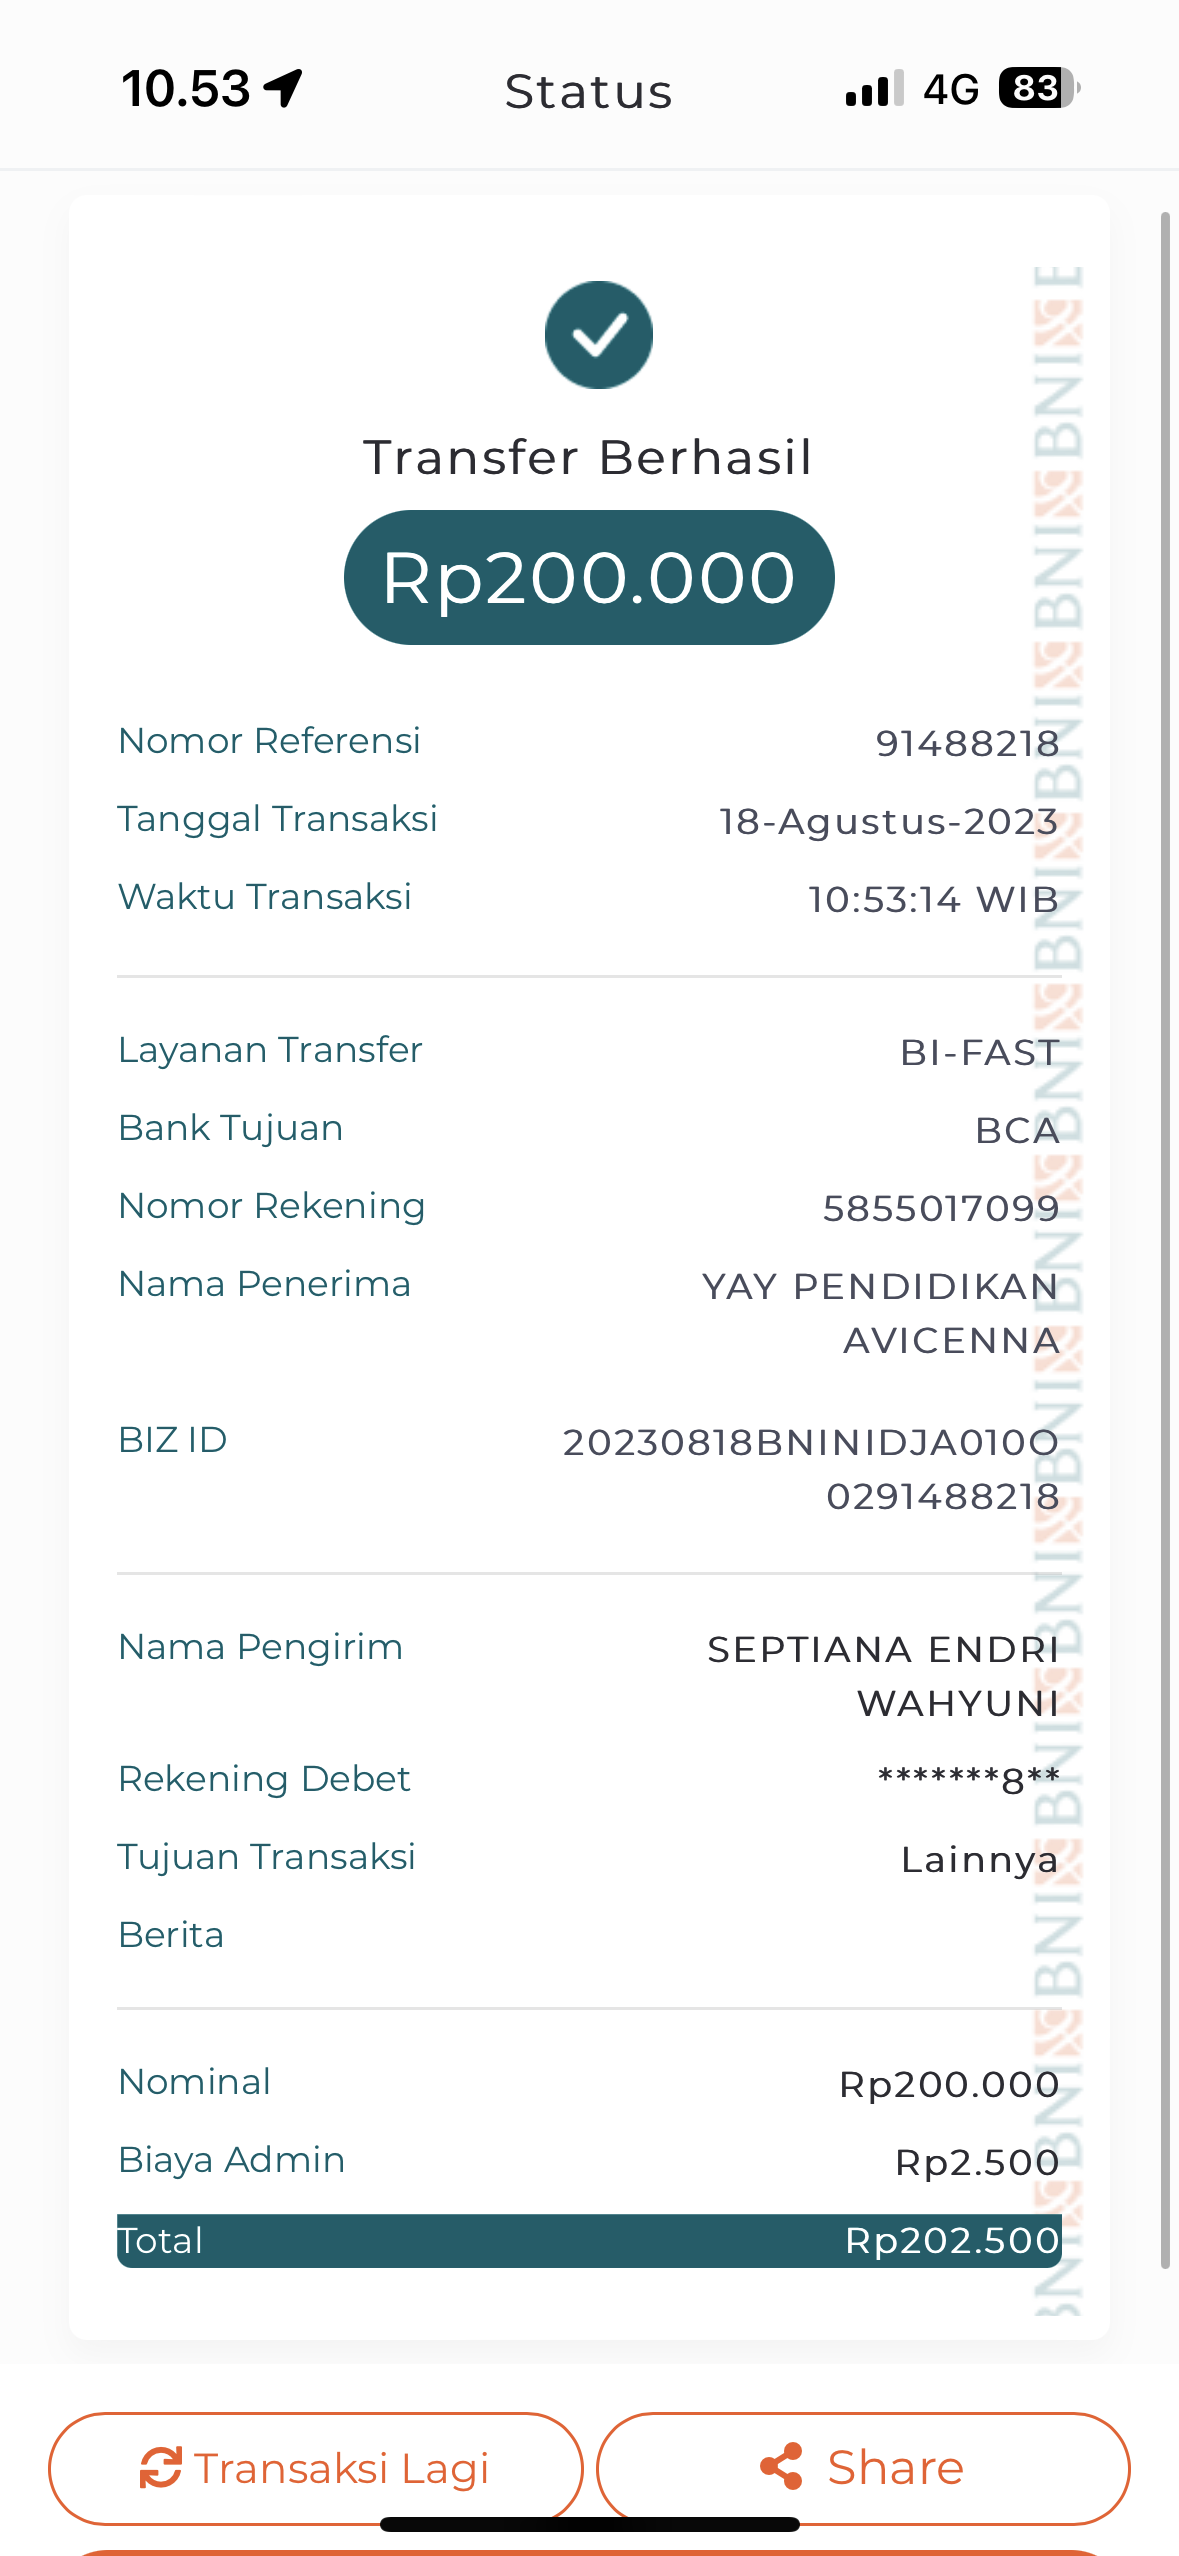 10.53
Status
4G
83
Transfer Berhasil
Rp200.000
Nomor Referensi 91488218
Tanggal Transaksi 18-Agustus-2023
Waktu Transaksi 10:53:14 WIB
Layanan Transfer BI-FAST
Bank Tujuan BCA
Nomor Rekening 5855017099
Nama Penerima YAY PENDIDIKAN
AVICENNA
BIZ ID 20230818BNINIDJA010O
0291488218
Nama Pengirim SEPTIANA ENDRI
WAHYUNI
Rekening Debet *******8**
Tujuan Transaksi Lainnya
Berita
Nominal Rp200.000
Biaya Admin Rp2.500
Total Rp202.500
BNI BNI BNI BNI BNI BNI BNI BNI BNI BNI BNI BNI
Transaksi Lagi
Share